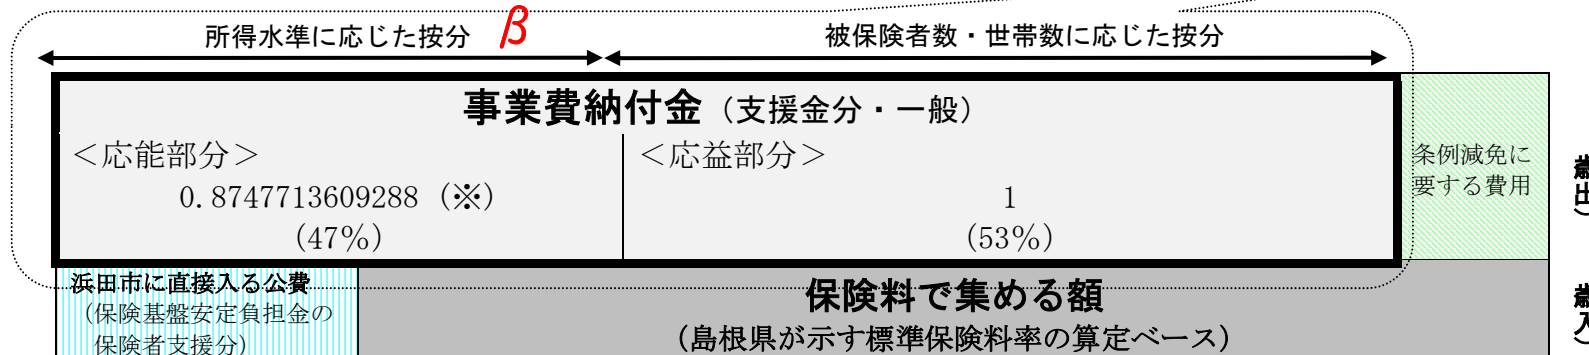 所得水準に応じた按分 β 被保険者数・世帯数に応じた按分
事業費納付金（支援金分・一般）
＜応能部分＞ ＜応益部分＞
0.8747713609288（※） 1
(47%) (53%)
条例減免に
要する費用
出）
浜田市に直接入る公費
（保険基盤安定負担金の
保険者支援分）
保険料で集める額
（島根県が示す標準保険料率の算定ベース）
入）